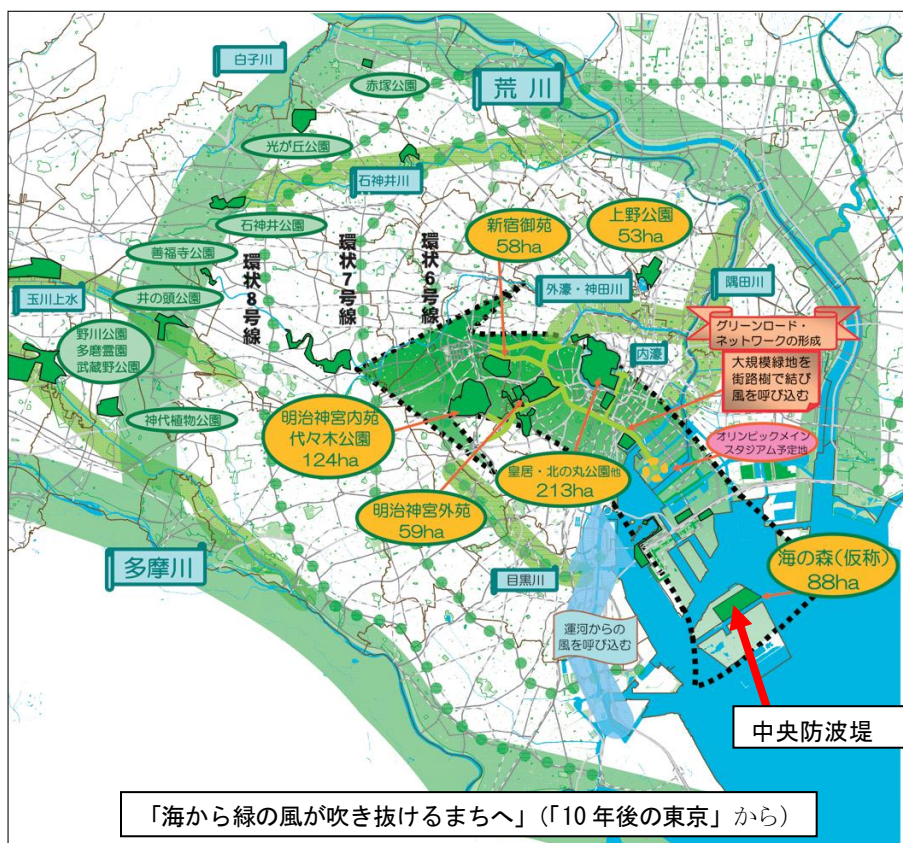 白子川
赤塚公園
荒川
光が丘公園
石神井川
石神井公園
善福寺公園
環状8号線
環状7号線
環状6号線
新宿御苑
58ha
上野公園
53ha
玉川上水
井の頭公園
外濠・神田川
隅田川
野川公園
多磨霊園
武蔵野公園
内濠
グリーンロード・
ネットワークの形成
大規模緑地を
街路樹で結び
風を呼び込む
神代植物公園
明治神宮内苑
代々木公園
124ha
オリンピックメイン
スタジアム予定地
皇居・北の丸公園他
213ha
明治神宮外苑
59ha
多摩川
目黒川
海の森(仮称)
88ha
運河からの
風を呼び込む
中央防波堤
「海から緑の風が吹き抜けるまちへ」(「10年後の東京」から)